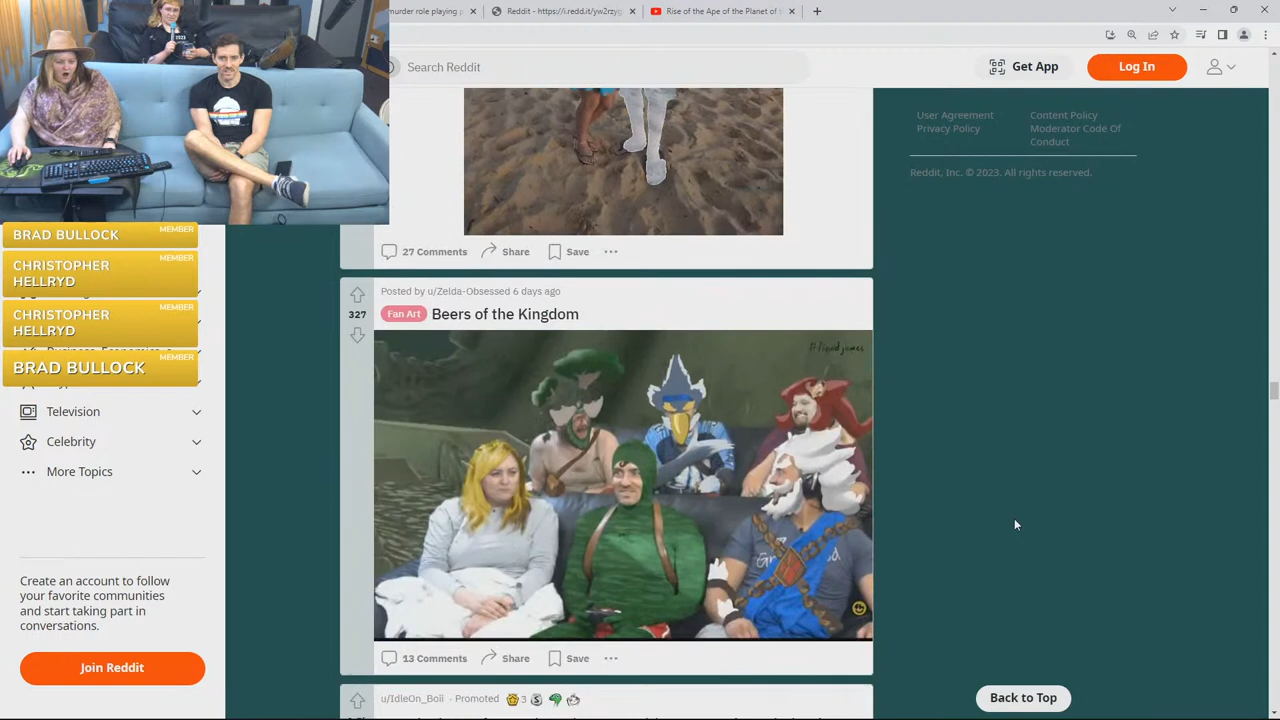 murder role playing p
Reddit - https://i.redd.it/yw2rzyg
Rise of the Ape of the Planet of t
Search Reddit
Get App
Log In
BRAD BULLOCK
MEMBER
CHRISTOPHER
HELLRYD
MEMBER
CHRISTOPHER
HELLRYD
MEMBER
BRAD BULLOCK
MEMBER
Television
Celebrity
More Topics
Create an account to follow
your favorite communities
and start taking part in
conversations.
Join Reddit
27 Comments
Share
Save
Posted by u/Zelda-Obsessed 6 days ago
327
Fan Art
Beers of the Kingdom
13 Comments
Share
Save
u/IdleOn_Boii · Promoted
3
User Agreement
Privacy Policy
Content Policy
Moderator Code Of
Conduct
Reddit, Inc. © 2023. All rights reserved.
Back to Top